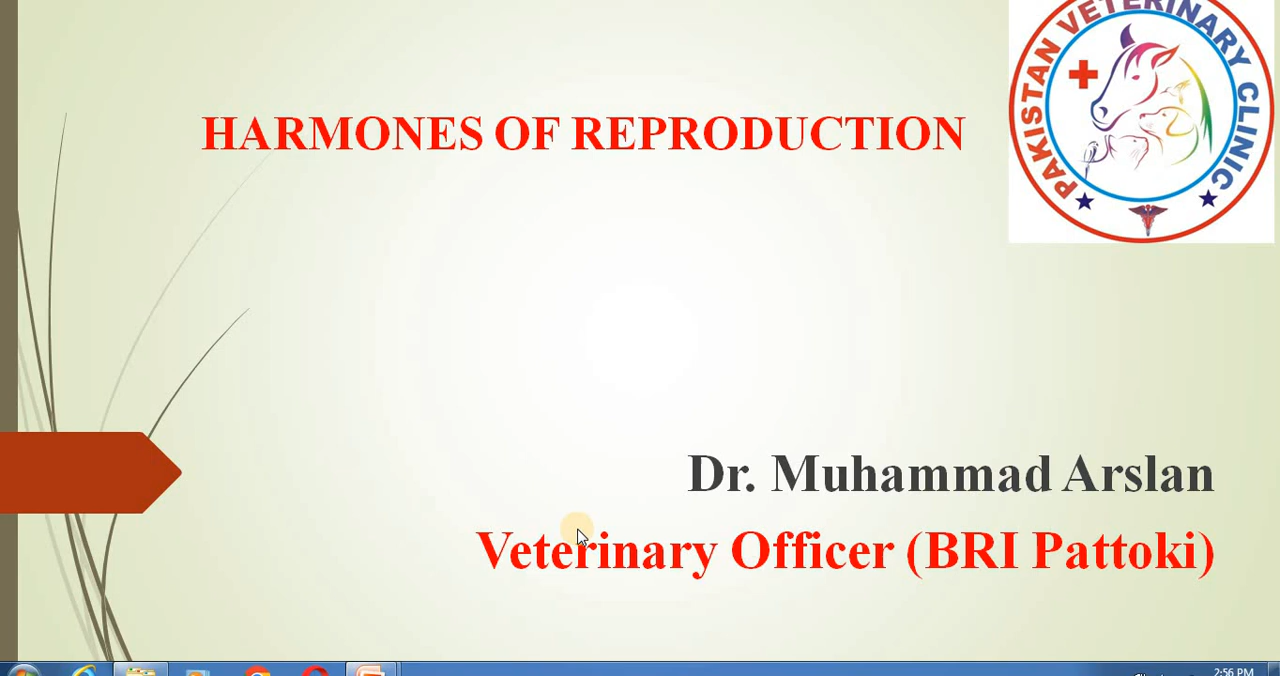 HARMONES OF REPRODUCTION
PAKISTAN VETERINARY CLINIC
Dr. Muhammad Arslan
Veterinary Officer (BRI Pattoki)
2:56 PM